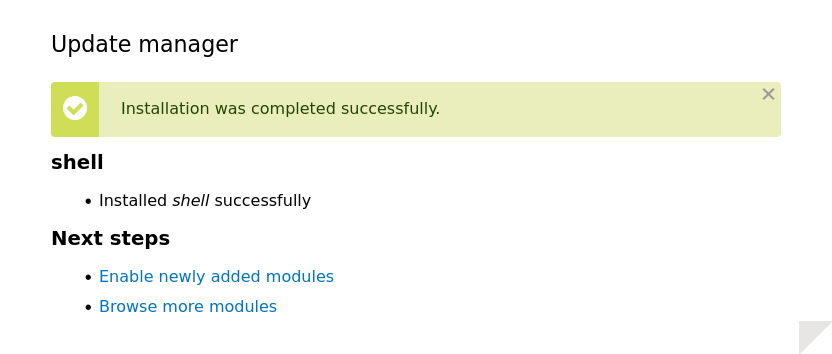 Update manager
Installation was completed successfully.
shell
Installed shell successfully
Next steps
Enable newly added modules
Browse more modules